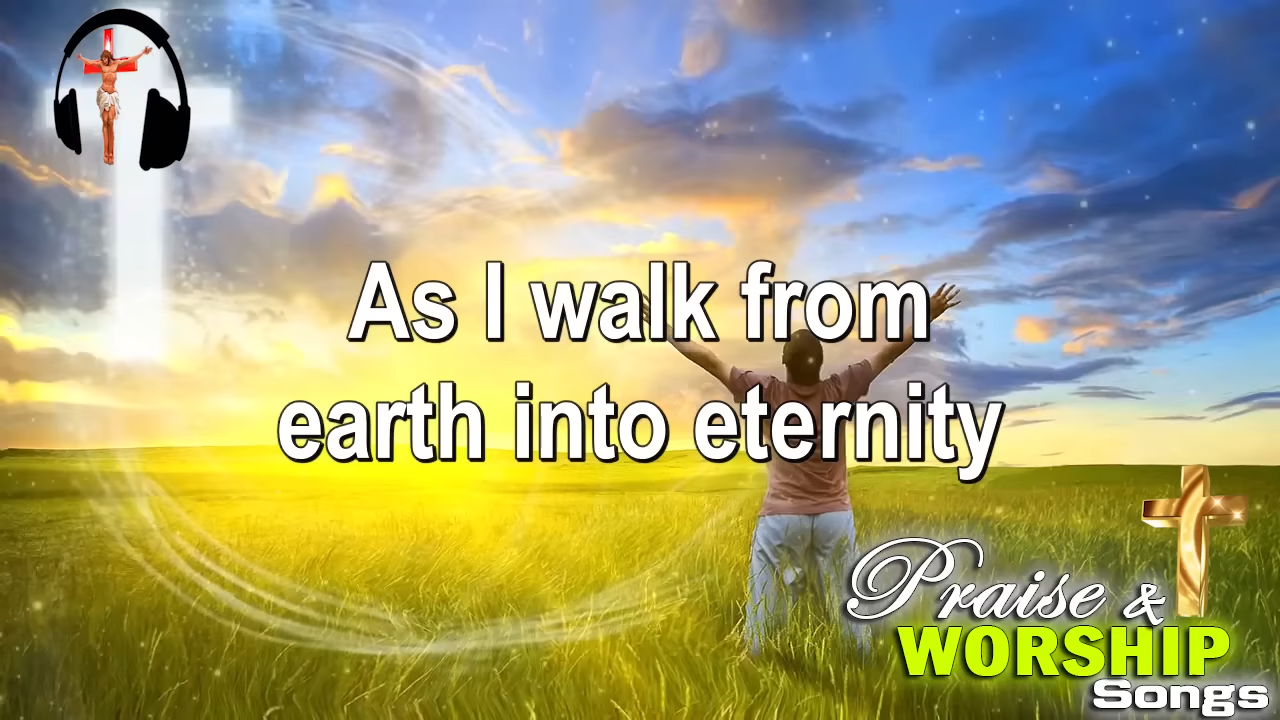 As I walk from
earth into eternity
Praise &
WORSHIP
Songs